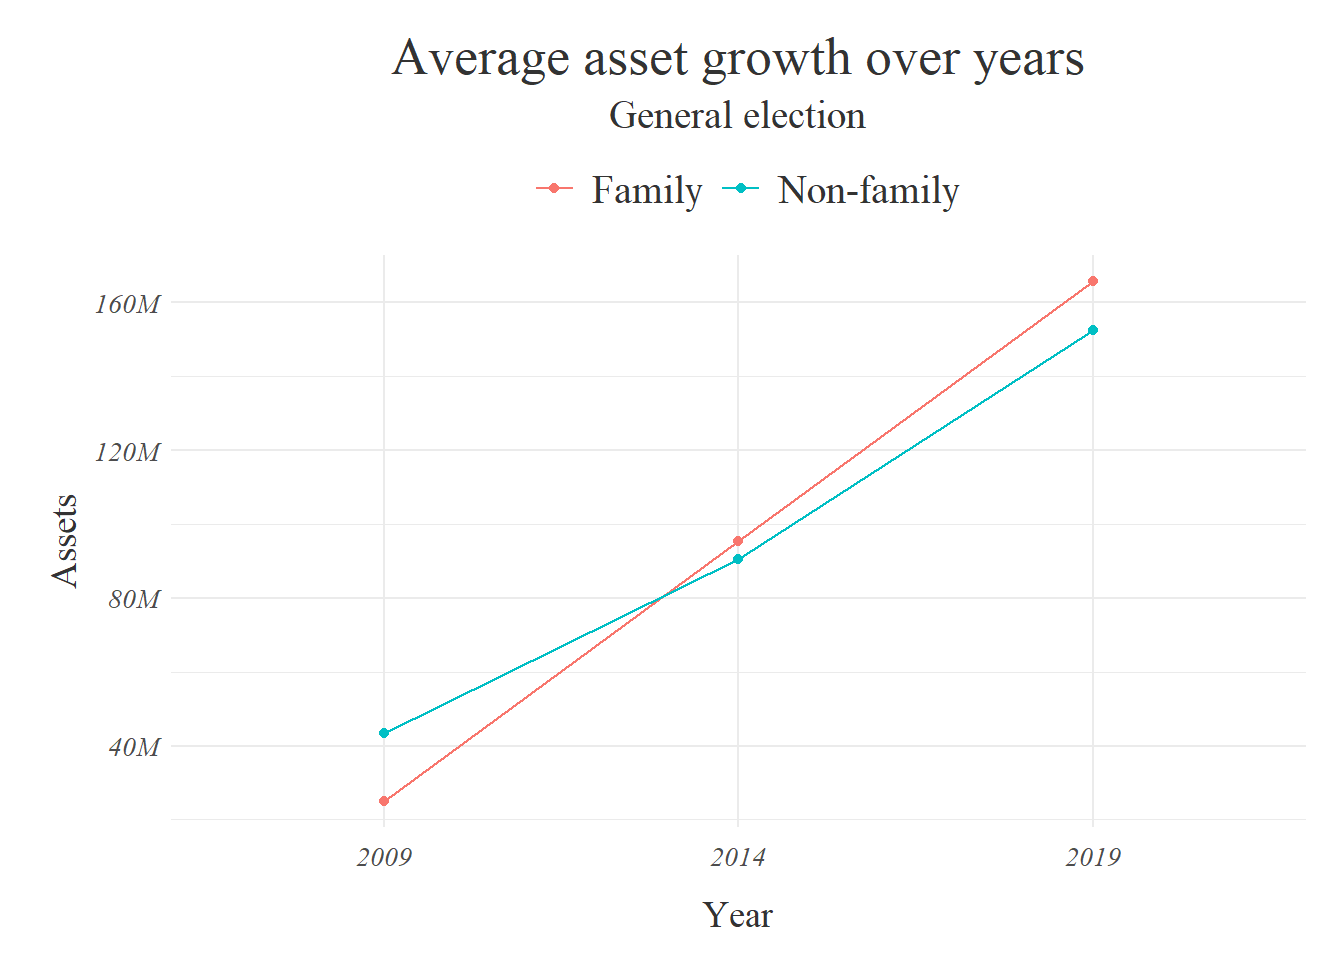 Average asset growth over years
General election
Family Non-family
160M
120M
80M
40M
Assets
2009 2014 2019
Year